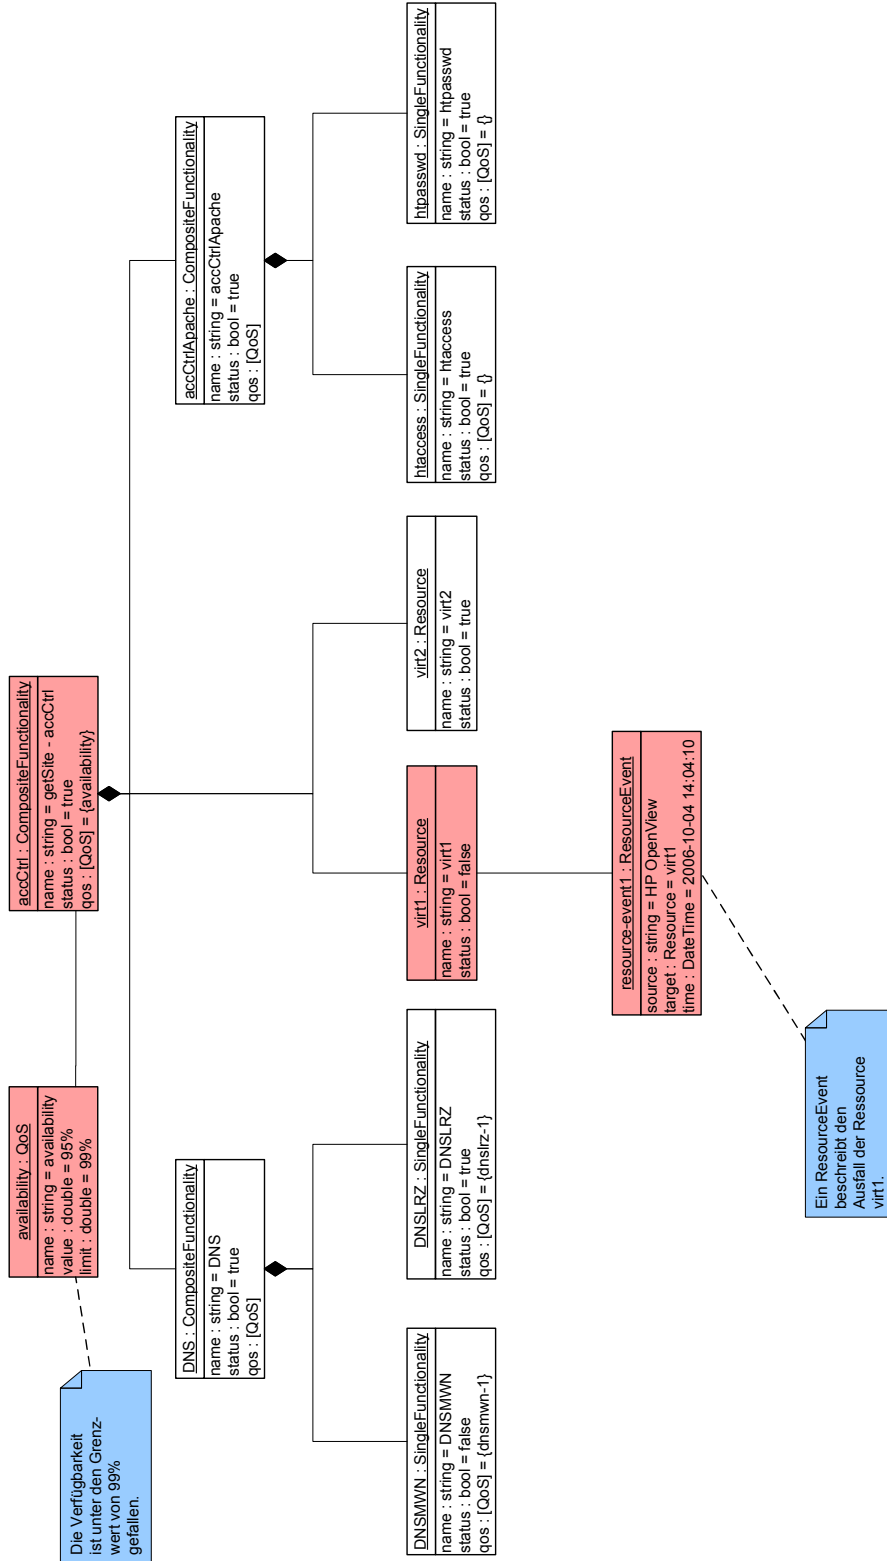 Die Verfügbarkeit
ist unter den Grenz-
wert von 99%
gefallen.
availability : QoS
name : string = availability
value : double = 95%
limit : double = 99%
accCtrl : CompositeFunctionality
name : string = getSite - accCtrl
status : bool = true
qos : [QoS] = {availability}
DNS : CompositeFunctionality
name : string = DNS
status : bool = true
qos : [QoS]
accCtrlApache : CompositeFunctionality
name : string = accCtrlApache
status : bool = true
qos : [QoS]
DNSMWN : SingleFunctionality
name : string = DNSMWN
status : bool = false
qos : [QoS] = {dnsmwn-1}
DNSLRZ : SingleFunctionality
name : string = DNSLRZ
status : bool = true
qos : [QoS] = {dnslrz-1}
virt1 : Resource
name : string = virt1
status : bool = false
virt2 : Resource
name : string = virt2
status : bool = true
htaccess : SingleFunctionality
name : string = htaccess
status : bool = true
qos : [QoS] = {}
htpasswd : SingleFunctionality
name : string = htpasswd
status : bool = true
qos : [QoS] = {}
resource-event1 : ResourceEvent
source : string = HP OpenView
target : Resource = virt1
time : DateTime = 2006-10-04 14:04:10
Ein ResourceEvent
beschreibt den
Ausfall der Ressource
virt1.